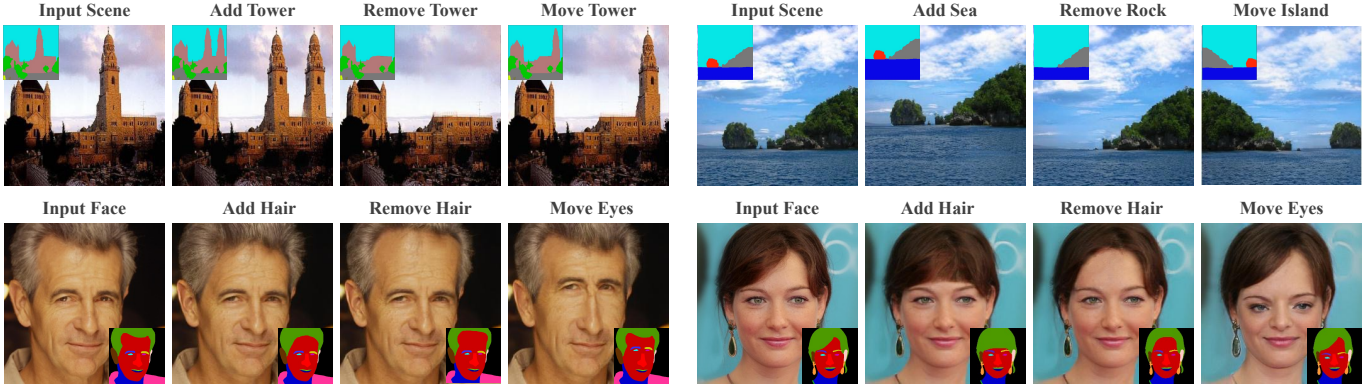 Input Scene Add Tower Remove Tower Move Tower Input Scene Add Sea Remove Rock Move Island
Input Face Add Hair Remove Hair Move Eyes Input Face Add Hair Remove Hair Move Eyes